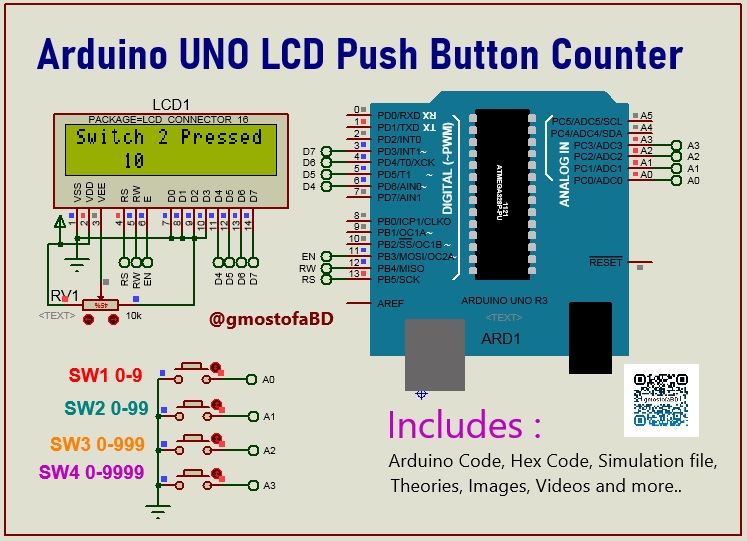 Arduino UNO LCD Push Button Counter
LCD1
PACKAGE=LCD CONNECTOR 16
Switch 2 Pressed
10
VSS VDD VEE RS RW E D0 D1 D2 D3 D4 D5 D6 D7
1 2 3 4 5 6 7 8 9 10 11 12 13 14
RS RW EN D4 D5 D6 D7
RV1
45%
<TEXT>
10k
@gmostofaBD
0 PD0/RXD RX
1 PD1/TXD TX
2 PD2/INT0
D7 3 PD3/INT1~
D6 4 PD4/T0/XCK
D5 5 PD5/T1 ~
D4 6 PD6/AIN0~
7 PD7/AIN1
8 PB0/ICP1/CLKO
9 PB1/OC1A~
10 PB2/SS/OC1B ~
EN 11 PB3/MOSI/OC2A~
RW 12 PB4/MISO
RS 13 PB5/SCK
AREF
DIGITAL (~PWM)
ATMEGA328P-PU
1121
ANALOG IN
PC5/ADC5/SCL A5
PC4/ADC4/SDA A4
PC3/ADC3 A3 A3
PC2/ADC2 A2 A2
PC1/ADC1 A1 A1
PC0/ADC0 A0 A0
RESET
ARDUINO UNO R3
<TEXT>
ARD1
gmostofaBD
SW1 0-9
A0
SW2 0-99
A1
SW3 0-999
A2
SW4 0-9999
A3
Includes :
Arduino Code, Hex Code, Simulation file,
Theories, Images, Videos and more..